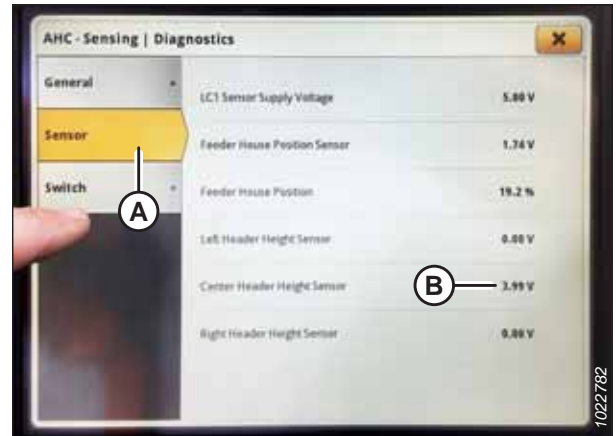 AHC - Sensing | Diagnostics
General
Sensor
Switch
LC1 Sensor Supply Voltage 5.00 V
Feeder House Position Sensor 1.74 V
Feeder House Position 19.2 %
Left Header Height Sensor 0.00 V
Center Header Height Sensor 3.99 V
Right Header Height Sensor 0.00 V
A
B
1022782